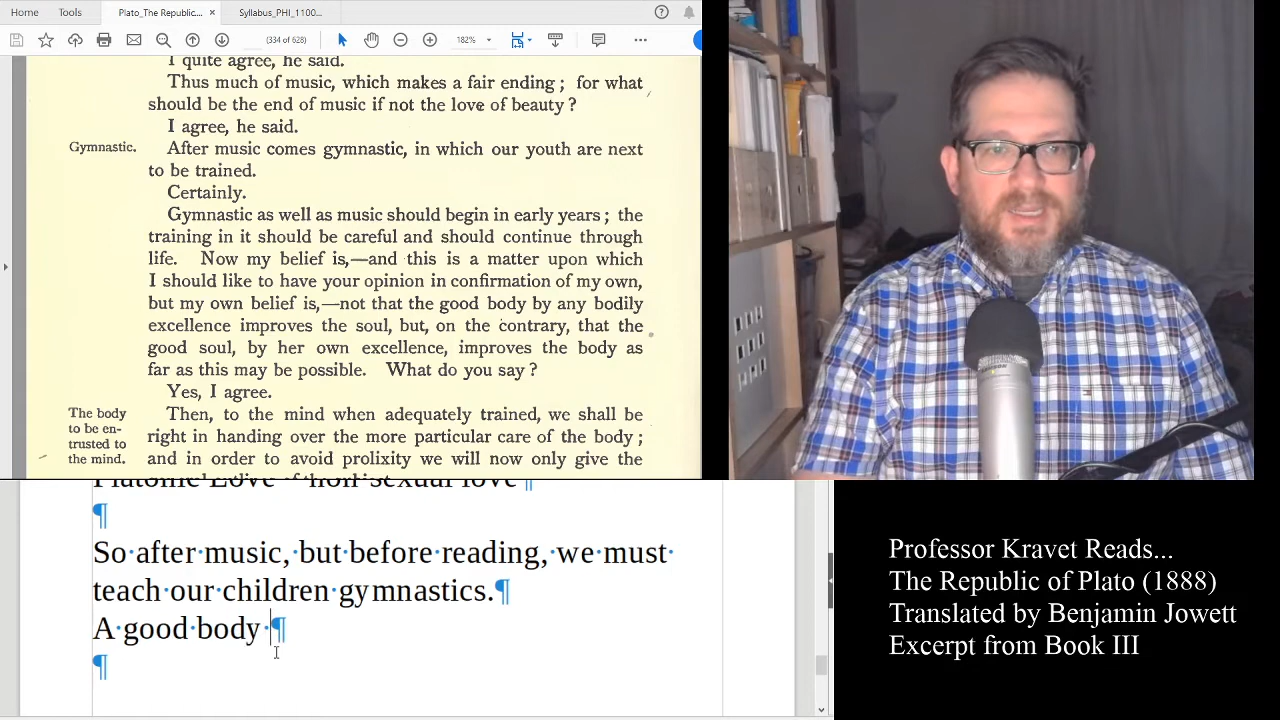 Home Tools Plato_The Republic.... × Syllabus_PHI_1100...
(334 of 628) 182%
I quite agree, he said.
Thus much of music, which makes a fair ending; for what
should be the end of music if not the love of beauty?
I agree, he said.
Gymnastic. After music comes gymnastic, in which our youth are next
to be trained.
Certainly.
Gymnastic as well as music should begin in early years; the
training in it should be careful and should continue through
life. Now my belief is,—and this is a matter upon which
I should like to have your opinion in confirmation of my own,
but my own belief is,—not that the good body by any bodily
excellence improves the soul, but, on the contrary, that the
good soul, by her own excellence, improves the body as
far as this may be possible. What do you say?
Yes, I agree.
The body
to be en-
trusted to
the mind.
Then, to the mind when adequately trained, we shall be
right in handing over the more particular care of the body;
and in order to avoid prolixity we will now only give the
Platonic Love
non-sexual love¶
¶
So·after·music,·but·before·reading,·we·must·
teach·our·children·gymnastics.¶
A·good·body·¶
¶
Professor Kravet Reads...
The Republic of Plato (1888)
Translated by Benjamin Jowett
Excerpt from Book III